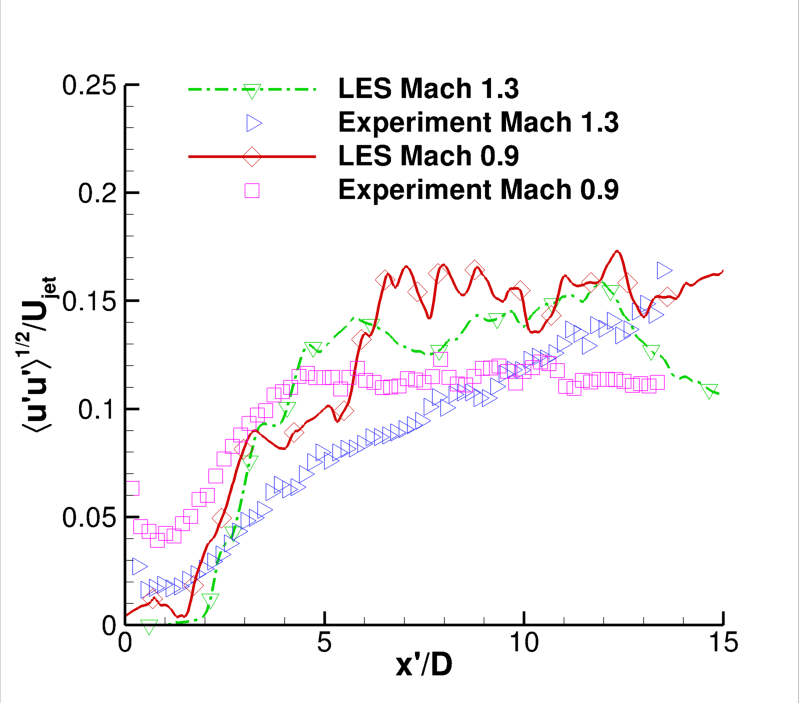 LES Mach 1.3
Experiment Mach 1.3
LES Mach 0.9
Experiment Mach 0.9
0.25
0.2
0.15
0.1
0.05
0
⟨u'u'⟩^1/2/U_jet
0 5 10 15
x'/D